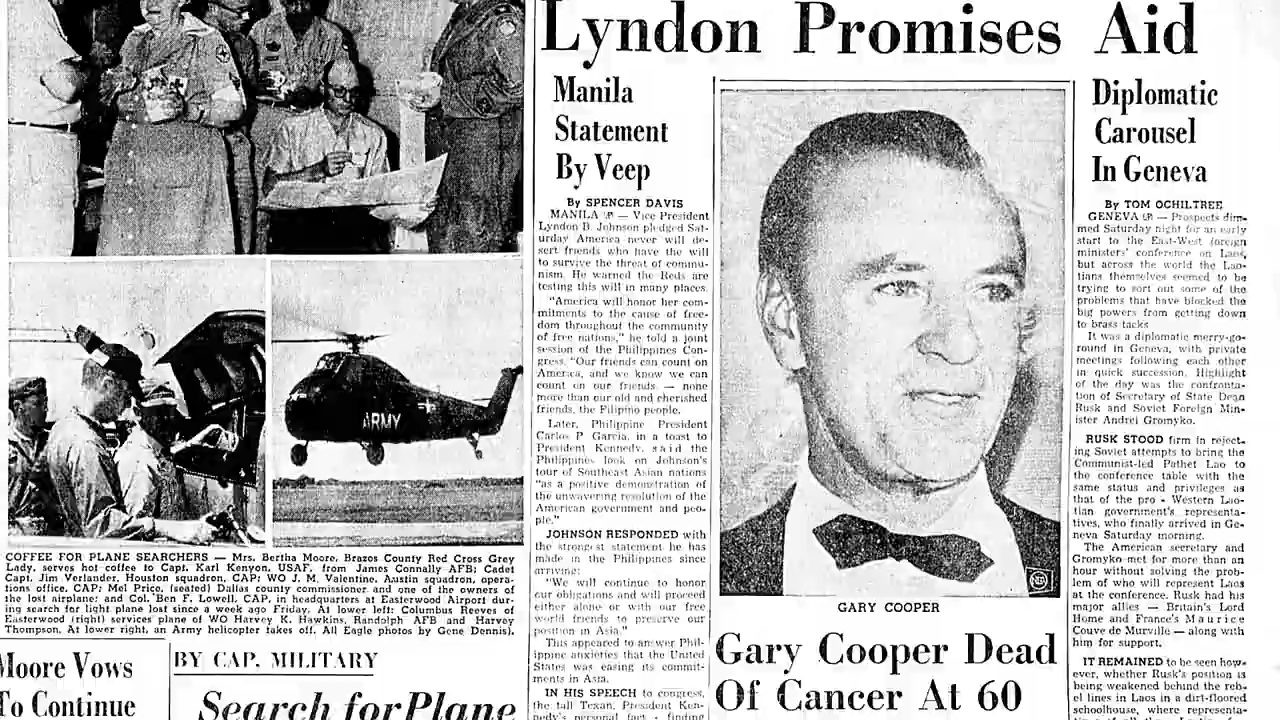 Lyndon Promises Aid
Manila
Statement
By Veep
By SPENCER DAVIS
MANILA — Vice President
Lyndon B. Johnson pledged Sat-
urday America never will de-
sert friends who have the will
to survive the threat of commu-
nism. He warned the Reds are
testing this will in many places.
"America will honor her com-
mitments to the cause of free-
dom throughout the community
of free nations," he told a joint
session of the Philippines Con-
gress. "Our friends can count on
America, and we know we can
count on our friends — none
more than our old and cherished
friends, the Filipino people.
Later, Philippine President
Carlos P. Garcia, in a toast to
President Kennedy, said the
Philippines look on Johnson's
tour of Southeast Asian nations
"as a positive demonstration of
the unwavering resolution of the
American government and peo-
ple."
JOHNSON RESPONDED with
the strongest statement he has
made in the Philippines since
arriving:
"We will continue to honor
our obligations and will proceed
either alone or with our free
world friends to preserve our
position in Asia."
This appeared to answer Phil-
ippine anxieties that the United
States was easing its commit-
ments in Asia.
IN HIS SPEECH to congress,
the tall Texan, President Ken-
nedy's personal fact - finding
GARY COOPER
Gary Cooper Dead
Of Cancer At 60
Diplomatic
Carousel
In Geneva
By TOM OCHILTREE
GENEVA — Prospects dim-
med Saturday night for an early
start to the East-West foreign
ministers' conference on Laos,
but across the world the Lao-
tians themselves seemed to be
trying to sort out some of the
problems that have blocked the
big powers from getting down
to brass tacks
It was a diplomatic merry-go-
round in Geneva, with private
meetings following each other
in quick succession. Highlight
of the day was the confronta-
tion of Secretary of State Dean
Rusk and Soviet Foreign Min-
ister Andrei Gromyko.
RUSK STOOD firm in reject-
ing Soviet attempts to bring the
Communist-led Pathet Lao to
the conference table with the
same status and privileges as
that of the pro - Western Lao-
tian government's representa-
tives, who finally arrived in Ge-
neva Saturday morning.
The American secretary and
Gromyko met for more than an
hour without solving the prob-
lem of who will represent Laos
at the conference. Rusk had his
major allies — Britain's Lord
Home and France's Maurice
Couve de Murville — along with
him for support.
IT REMAINED to be seen how-
ever, whether Rusk's position is
being weakened behind the reb-
el lines in Laos in a dirt-floored
schoolhouse, where representa-
ARMY
COFFEE FOR PLANE SEARCHERS — Mrs. Bertha Moore, Brazos County Red Cross Grey
Lady, serves hot coffee to Capt. Karl Kenyon, USAF, from James Connally AFB; Cadet
Capt. Jim Verlander, Houston squadron, CAP; WO J. M. Valentine, Austin squadron, opera-
tions office, CAP; Mel Price, (seated) Dallas county commissioner and one of the owners of
the lost airplane; and Col. Ben F. Lowell, CAP, in headquarters at Easterwood Airport dur-
ing search for light plane lost since a week ago Friday. At lower left: Columbus Reeves of
Easterwood (right) services plane of WO Harvey K. Hawkins, Randolph AFB and Harvey
Thompson. At lower right, an Army helicopter takes off. All Eagle photos by Gene Dennis).
Moore Vows
To Continue
BY CAP, MILITARY
Search for Plane